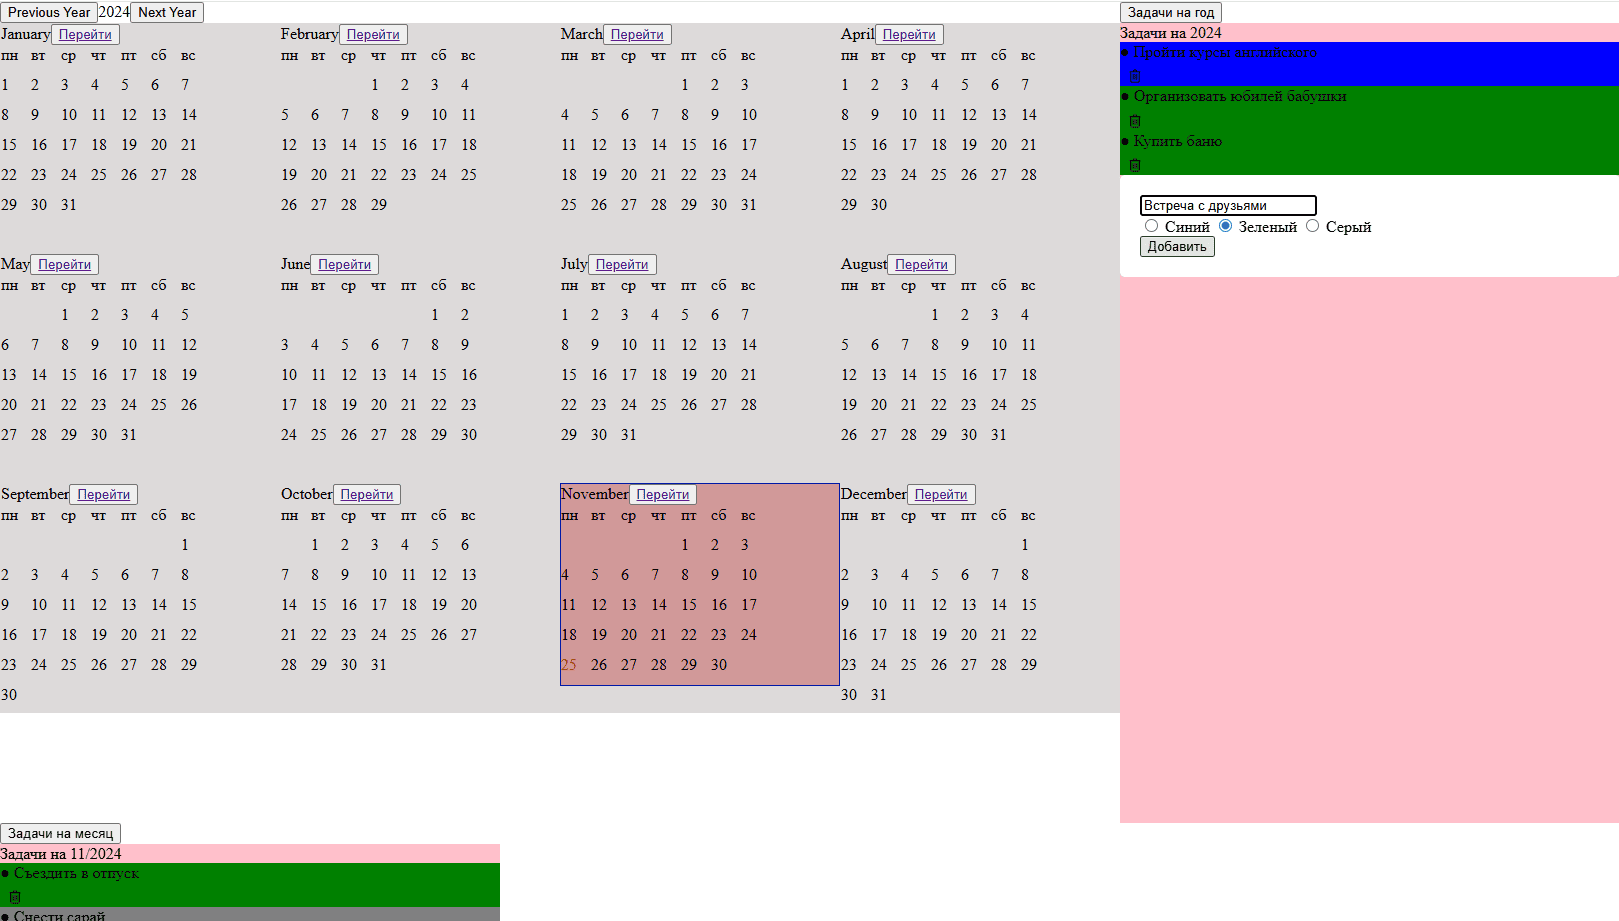 Previous Year 2024 Next Year
January Перейти February Перейти March Перейти April Перейти
пн вт ср чт пт сб вс пн вт ср чт пт сб вс пн вт ср чт пт сб вс пн вт ср чт пт сб вс
1 2 3 4 5 6 7 1 2 3 4 1 2 3 1 2 3 4 5 6 7
8 9 10 11 12 13 14 5 6 7 8 9 10 11 4 5 6 7 8 9 10 8 9 10 11 12 13 14
15 16 17 18 19 20 21 12 13 14 15 16 17 18 11 12 13 14 15 16 17 15 16 17 18 19 20 21
22 23 24 25 26 27 28 19 20 21 22 23 24 25 18 19 20 21 22 23 24 22 23 24 25 26 27 28
29 30 31 26 27 28 29 25 26 27 28 29 30 31 29 30
May Перейти June Перейти July Перейти August Перейти
пн вт ср чт пт сб вс пн вт ср чт пт сб вс пн вт ср чт пт сб вс пн вт ср чт пт сб вс
1 2 3 4 5 1 2 1 2 3 4 5 6 7 1 2 3 4
6 7 8 9 10 11 12 3 4 5 6 7 8 9 8 9 10 11 12 13 14 5 6 7 8 9 10 11
13 14 15 16 17 18 19 10 11 12 13 14 15 16 15 16 17 18 19 20 21 12 13 14 15 16 17 18
20 21 22 23 24 25 26 17 18 19 20 21 22 23 22 23 24 25 26 27 28 19 20 21 22 23 24 25
27 28 29 30 31 24 25 26 27 28 29 30 29 30 31 26 27 28 29 30 31
September Перейти October Перейти November Перейти December Перейти
пн вт ср чт пт сб вс пн вт ср чт пт сб вс пн вт ср чт пт сб вс пн вт ср чт пт сб вс
1 1 2 3 4 5 6 1 2 3 1
2 3 4 5 6 7 8 7 8 9 10 11 12 13 4 5 6 7 8 9 10 2 3 4 5 6 7 8
9 10 11 12 13 14 15 14 15 16 17 18 19 20 11 12 13 14 15 16 17 9 10 11 12 13 14 15
16 17 18 19 20 21 22 21 22 23 24 25 26 27 18 19 20 21 22 23 24 16 17 18 19 20 21 22
23 24 25 26 27 28 29 28 29 30 31 25 26 27 28 29 30 23 24 25 26 27 28 29
30 30 31
Задачи на год
Задачи на 2024
● Пройти курсы английского
● Организовать юбилей бабушки
● Купить баню
Встреча с друзьями
Синий Зеленый Серый
Добавить
Задачи на месяц
Задачи на 11/2024
● Съездить в отпуск
● Снести сарай